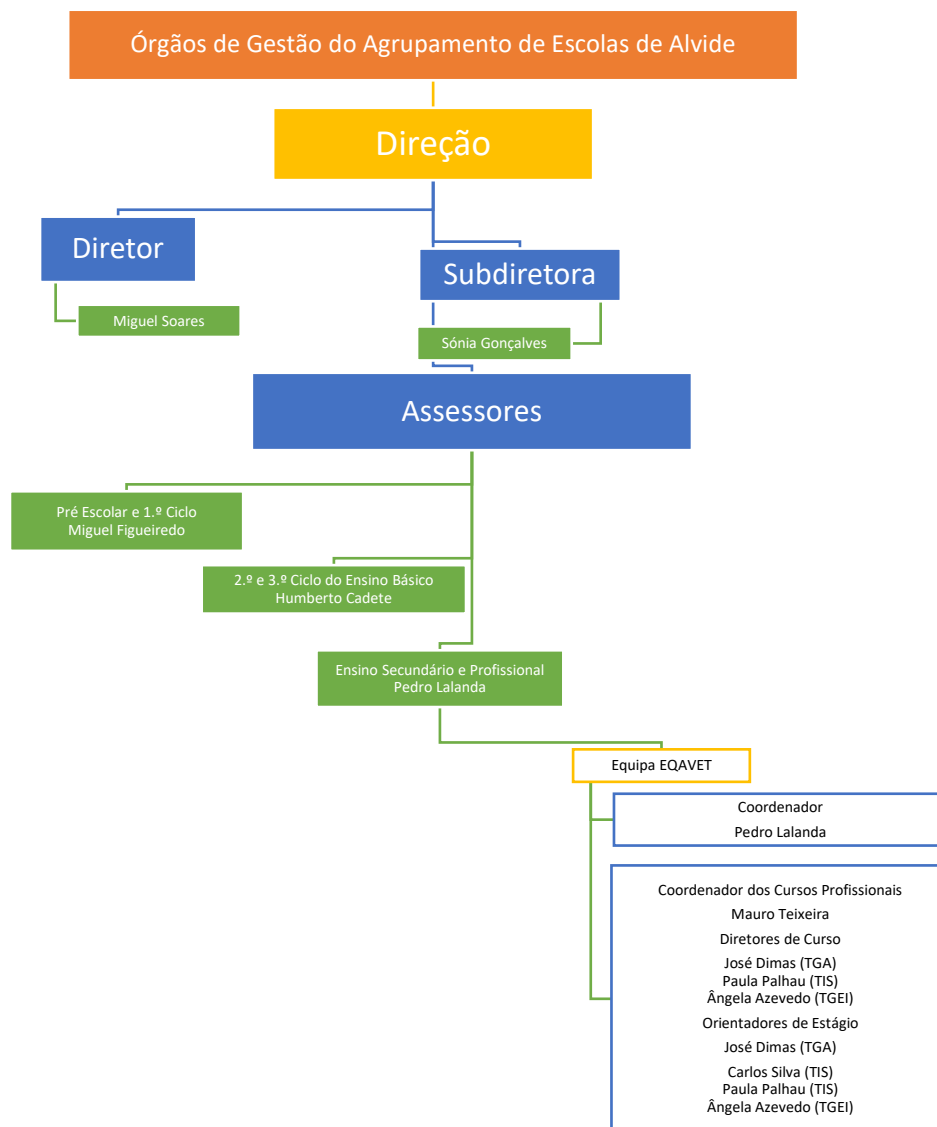 Órgãos de Gestão do Agrupamento de Escolas de Alvide
Direção
Diretor
Miguel Soares
Subdiretora
Sónia Gonçalves
Assessores
Pré Escolar e 1.º Ciclo
Miguel Figueiredo
2.º e 3.º Ciclo do Ensino Básico
Humberto Cadete
Ensino Secundário e Profissional
Pedro Lalanda
Equipa EQAVET
Coordenador
Pedro Lalanda
Coordenador dos Cursos Profissionais
Mauro Teixeira
Diretores de Curso
José Dimas (TGA)
Paula Palhau (TIS)
Ângela Azevedo (TGEI)
Orientadores de Estágio
José Dimas (TGA)
Carlos Silva (TIS)
Paula Palhau (TIS)
Ângela Azevedo (TGEI)